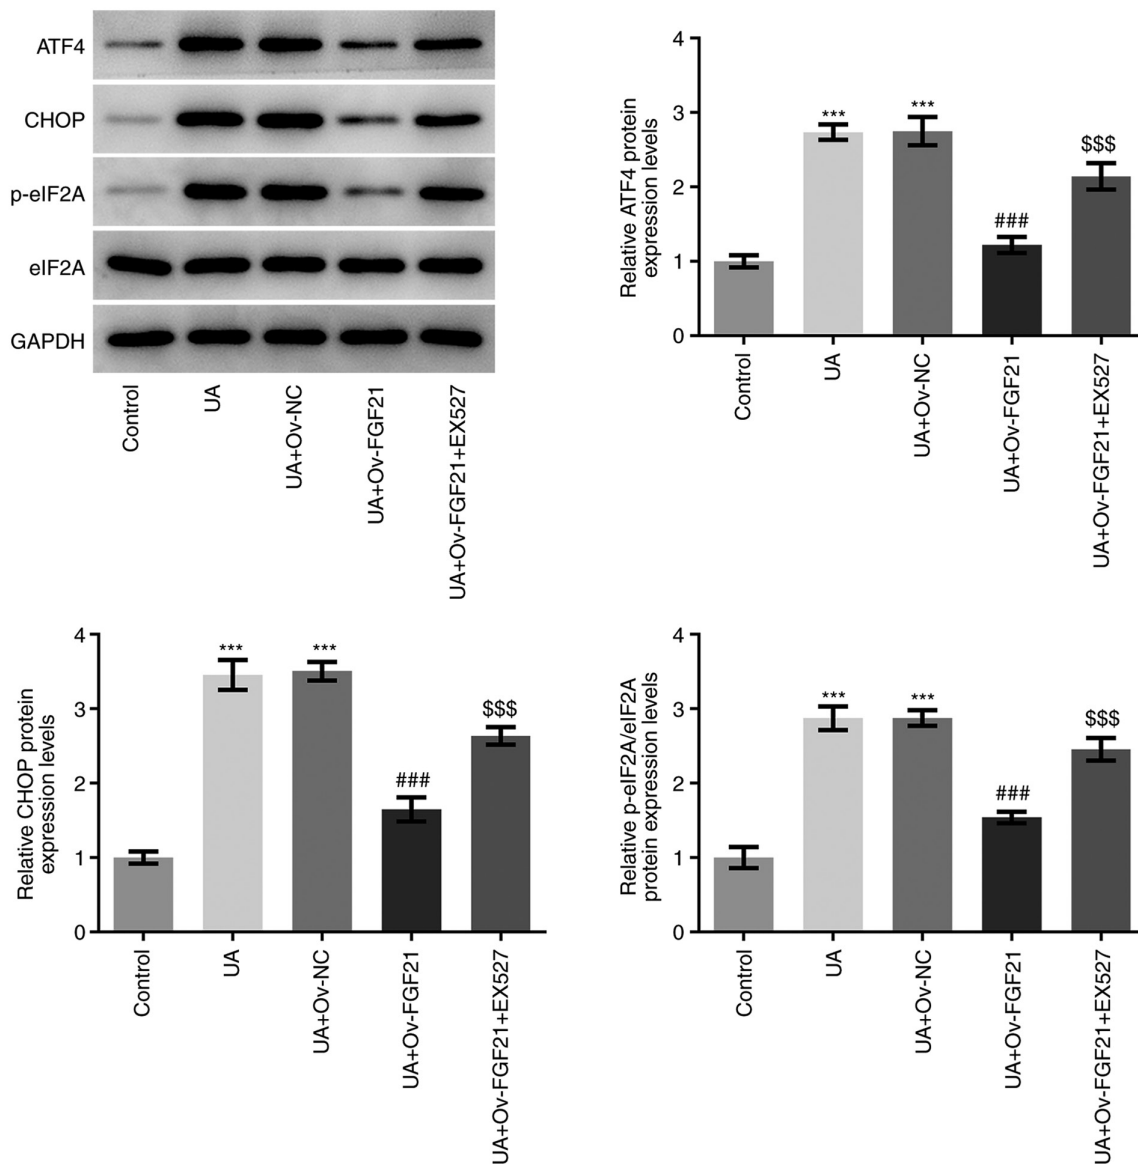 ATF4
CHOP
p-eIF2A
eIF2A
GAPDH
Control
UA
UA+Ov-NC
UA+Ov-FGF21
UA+Ov-FGF21+EX527
Relative ATF4 protein
expression levels
4
3
2
1
0
***
***
###
$$$
Control
UA
UA+Ov-NC
UA+Ov-FGF21
UA+Ov-FGF21+EX527
Relative CHOP protein
expression levels
4
3
2
1
0
***
***
###
$$$
Control
UA
UA+Ov-NC
UA+Ov-FGF21
UA+Ov-FGF21+EX527
Relative p-eIF2A/eIF2A
protein expression levels
4
3
2
1
0
***
***
###
$$$
Control
UA
UA+Ov-NC
UA+Ov-FGF21
UA+Ov-FGF21+EX527